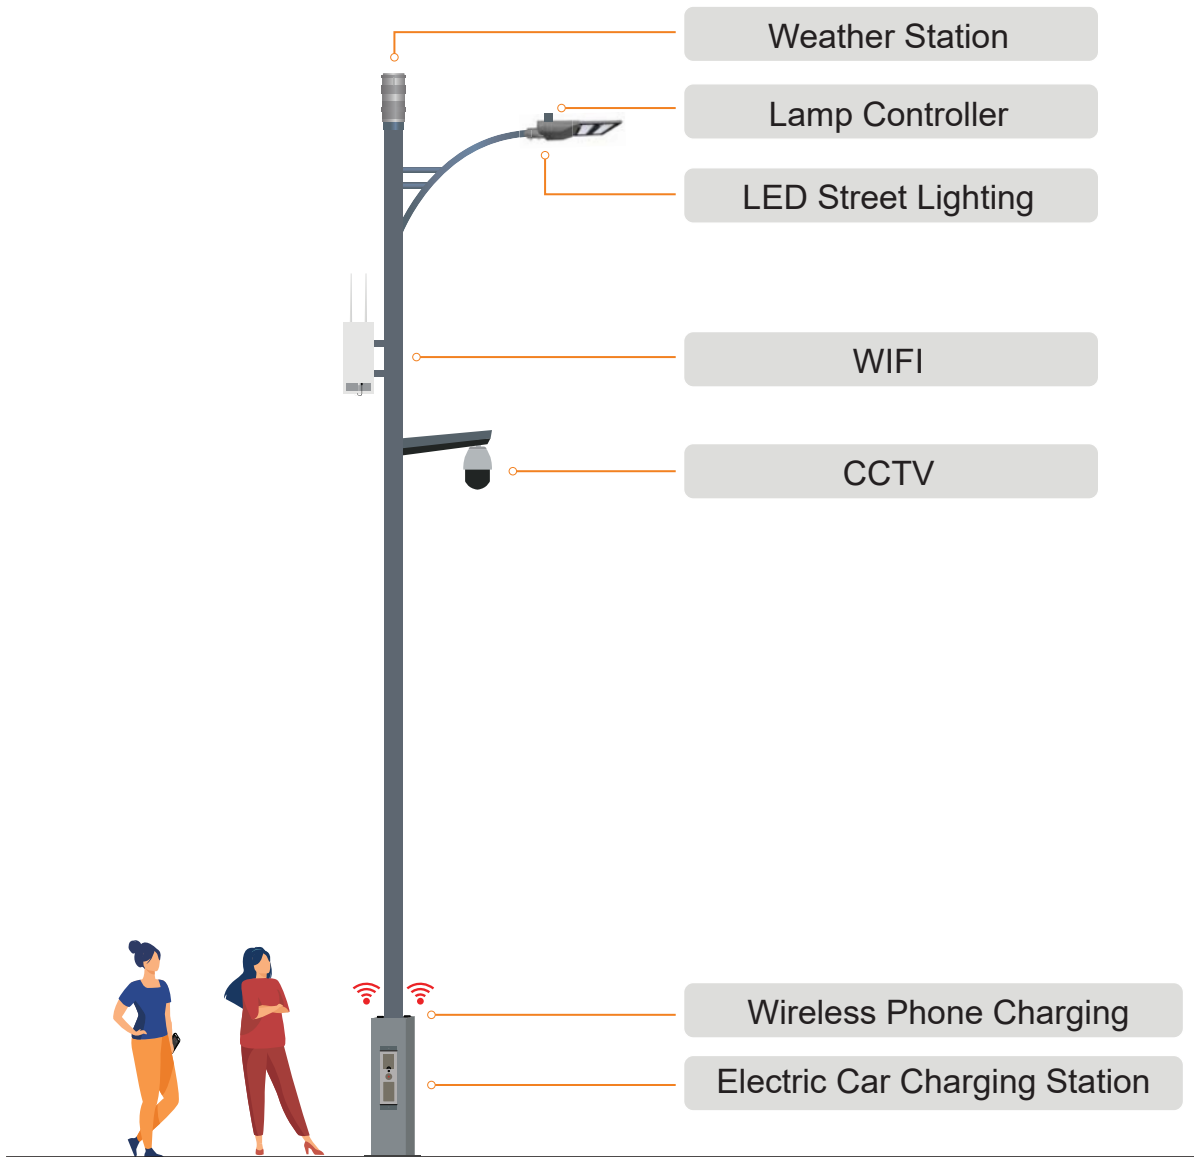 Weather Station
Lamp Controller
LED Street Lighting
WIFI
CCTV
Wireless Phone Charging
Electric Car Charging Station